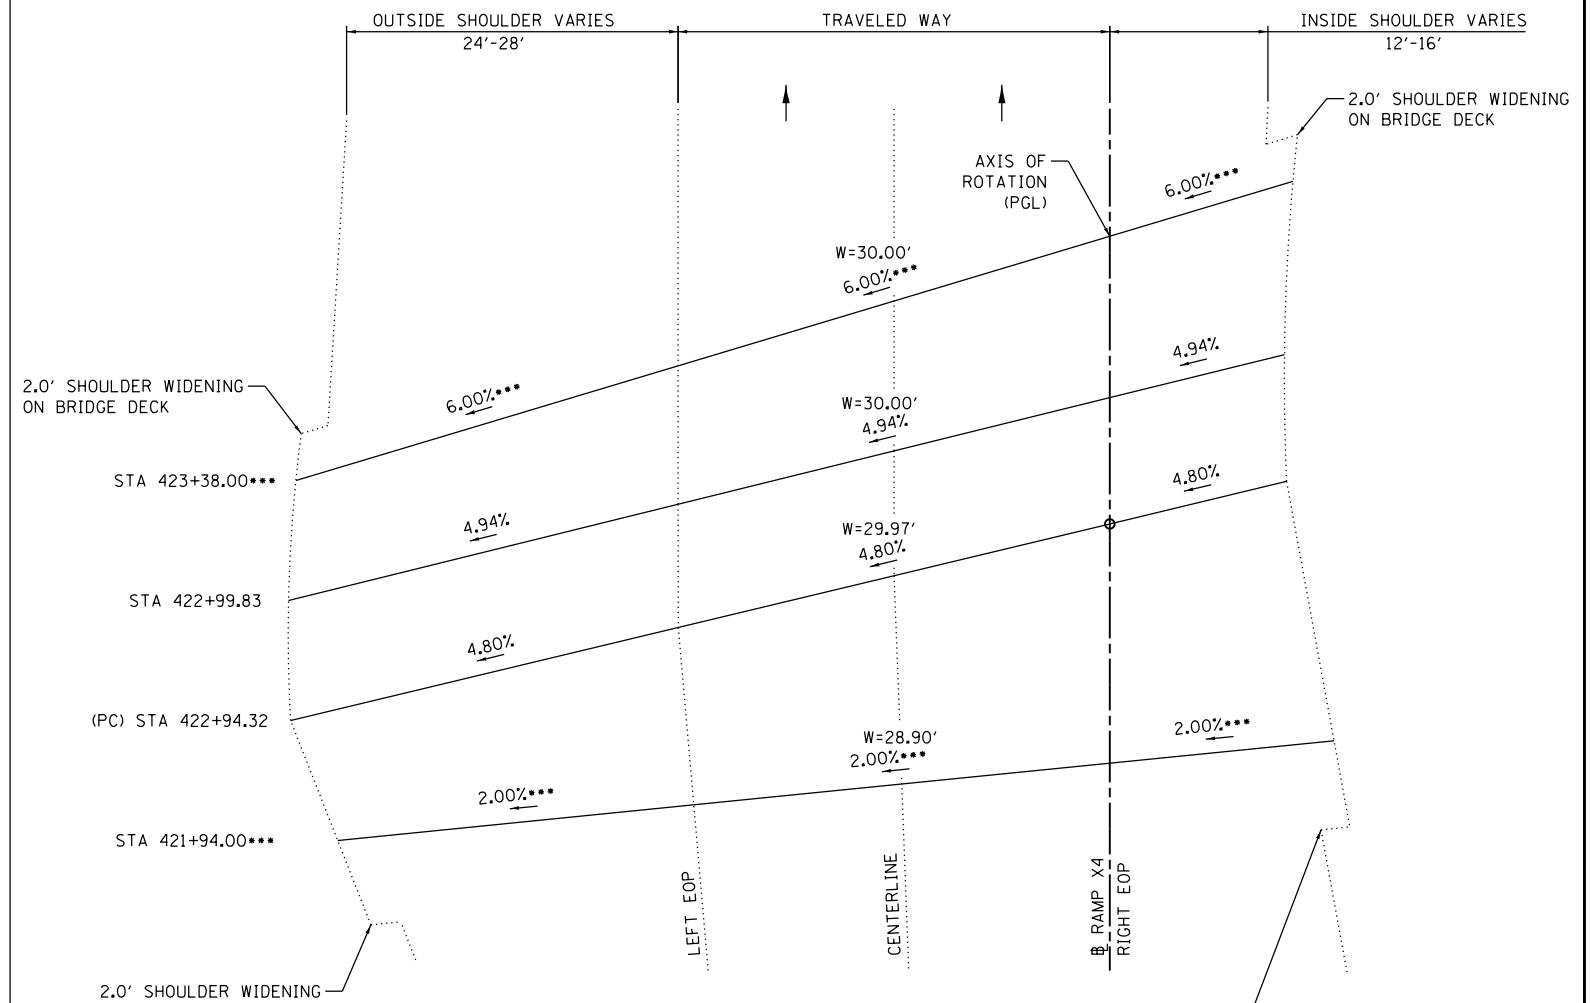 OUTSIDE SHOULDER VARIES
24'-28'
TRAVELED WAY
INSIDE SHOULDER VARIES
12'-16'
2.0' SHOULDER WIDENING
ON BRIDGE DECK
AXIS OF
ROTATION
(PGL)
6.00%***
W=30.00'
6.00%***
6.00%***
2.0' SHOULDER WIDENING
ON BRIDGE DECK
STA 423+38.00***
4.94%
W=30.00'
4.94%
4.94%
STA 422+99.83
4.80%
W=29.97'
4.80%
4.80%
(PC) STA 422+94.32
2.00%***
W=28.90'
2.00%***
2.00%***
STA 421+94.00***
LEFT EOP
CENTERLINE
B RAMP X4
RIGHT EOP
2.0' SHOULDER WIDENING